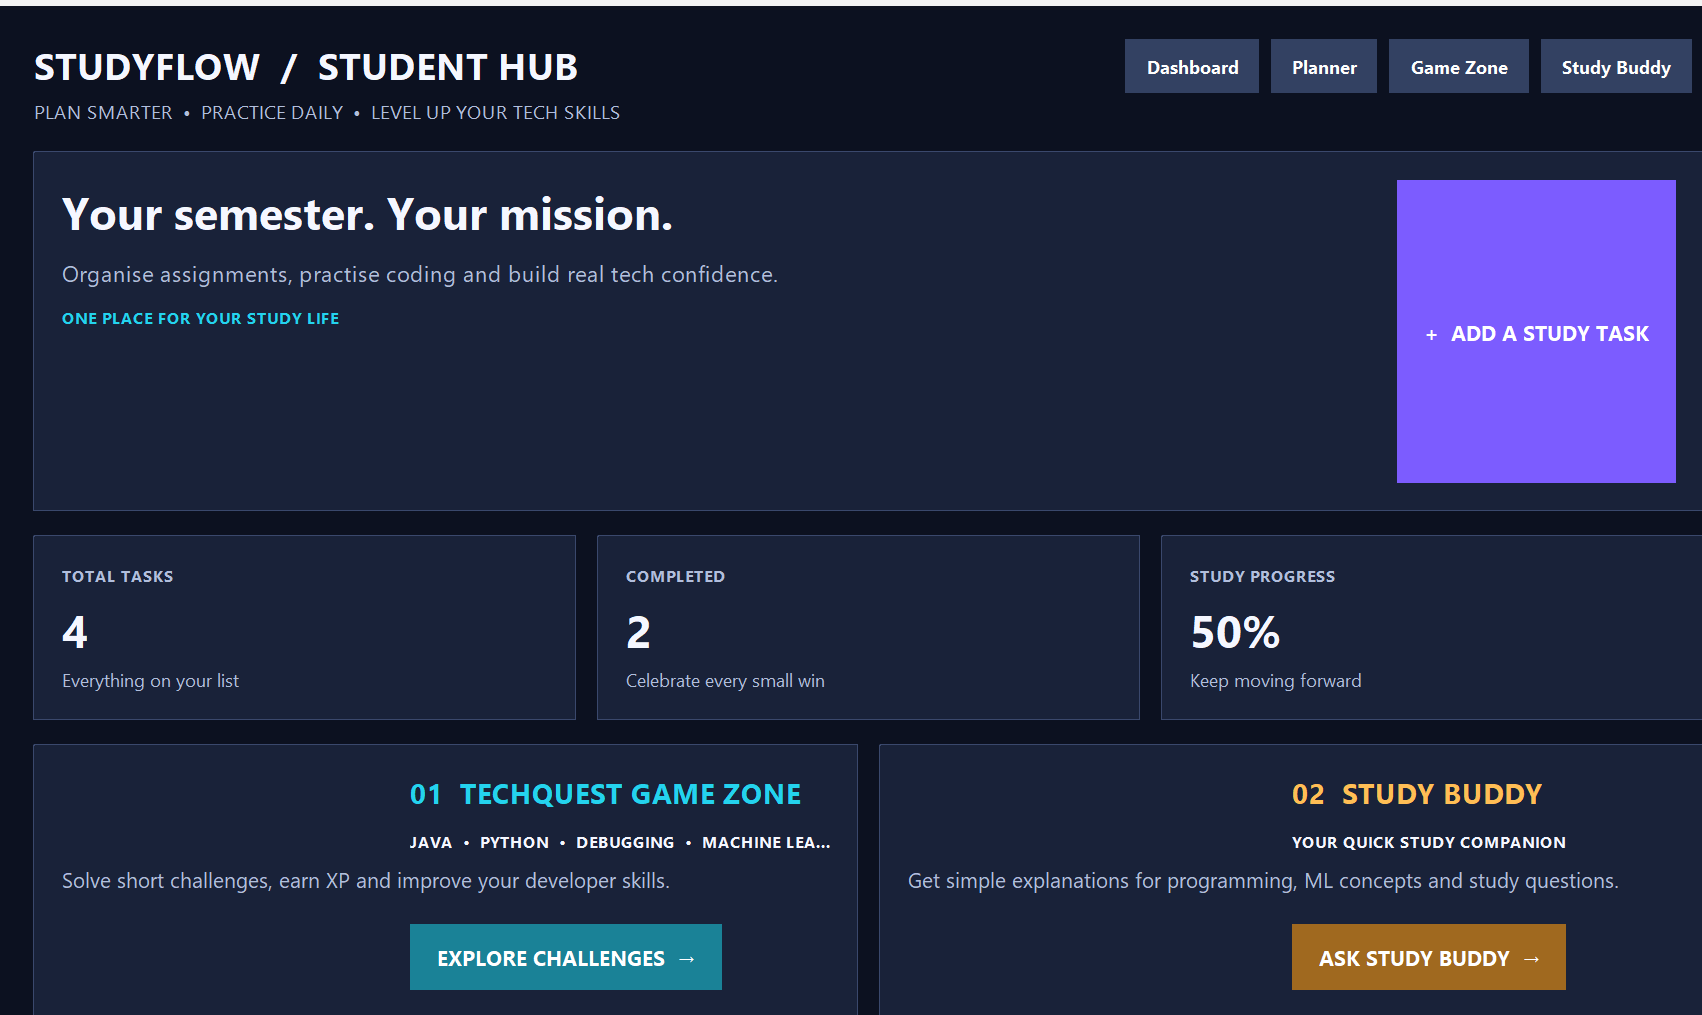 STUDYFLOW / STUDENT HUB
Dashboard
Planner
Game Zone
Study Buddy
PLAN SMARTER • PRACTICE DAILY • LEVEL UP YOUR TECH SKILLS
Your semester. Your mission.
Organise assignments, practise coding and build real tech confidence.
ONE PLACE FOR YOUR STUDY LIFE
+ ADD A STUDY TASK
TOTAL TASKS
4
Everything on your list
COMPLETED
2
Celebrate every small win
STUDY PROGRESS
50%
Keep moving forward
01 TECHQUEST GAME ZONE
JAVA • PYTHON • DEBUGGING • MACHINE LEA...
Solve short challenges, earn XP and improve your developer skills.
EXPLORE CHALLENGES →
02 STUDY BUDDY
YOUR QUICK STUDY COMPANION
Get simple explanations for programming, ML concepts and study questions.
ASK STUDY BUDDY →